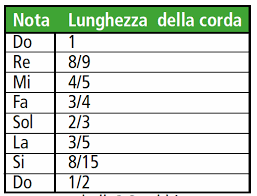 Nota Lunghezza della corda
Do 1
Re 8/9
Mi 4/5
Fa 3/4
Sol 2/3
La 3/5
Si 8/15
Do 1/2